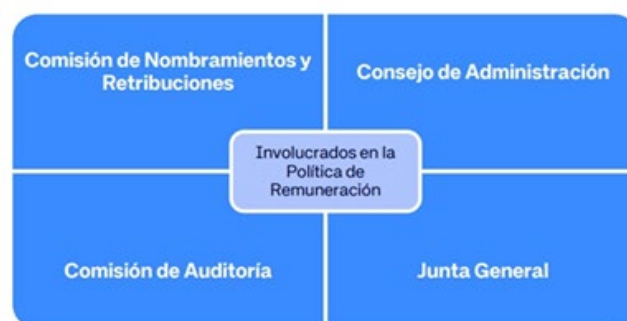 Comisión de Nombramientos y
Retribuciones
Consejo de Administración
Involucrados en la
Política de
Remuneración
Comisión de Auditoría
Junta General